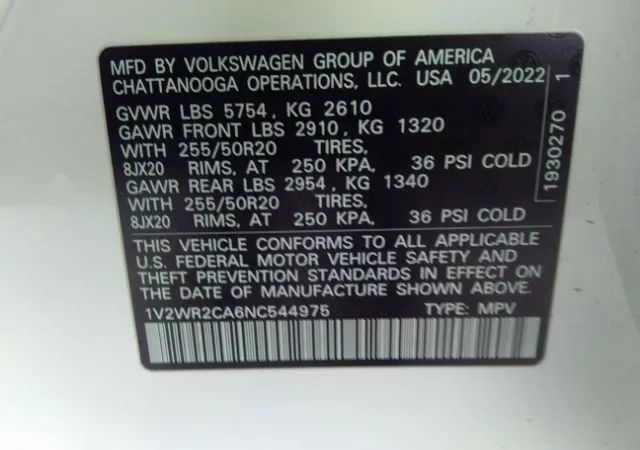 MFD BY VOLKSWAGEN GROUP OF AMERICA
CHATTANOOGA OPERATIONS, LLC. USA 05/2022
GVWR LBS 5754, KG 2610
GAWR FRONT LBS 2910, KG 1320
WITH 255/50R20 TIRES,
8JX20 RIMS, AT 250 KPA, 36 PSI COLD
GAWR REAR LBS 2954, KG 1340
WITH 255/50R20 TIRES,
8JX20 RIMS, AT 250 KPA, 36 PSI COLD
THIS VEHICLE CONFORMS TO ALL APPLICABLE
U.S. FEDERAL MOTOR VEHICLE SAFETY AND
THEFT PREVENTION STANDARDS IN EFFECT ON
THE DATE OF MANUFACTURE SHOWN ABOVE.
1V2WR2CA6NC544975 TYPE: MPV
1930270 1